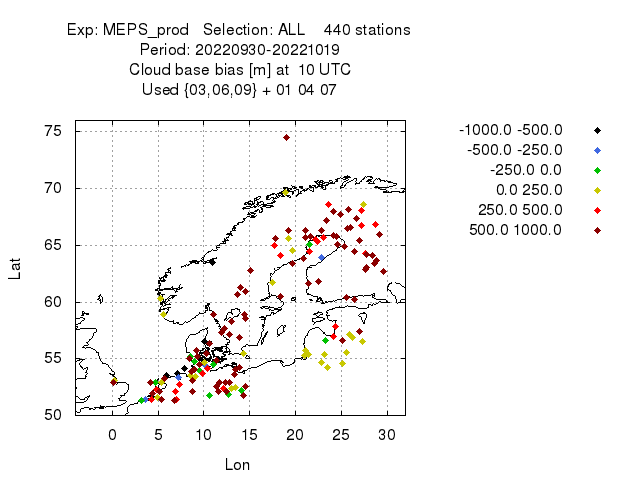 Exp: MEPS_prod   Selection: ALL    440 stations
Period: 20220930-20221019
Cloud base bias [m] at  10 UTC
Used {03,06,09} + 01 04 07
-1000.0 -500.0
-500.0 -250.0
-250.0 0.0
0.0 250.0
250.0 500.0
500.0 1000.0
75
70
65
60
55
50
Lat
0 5 10 15 20 25 30
Lon